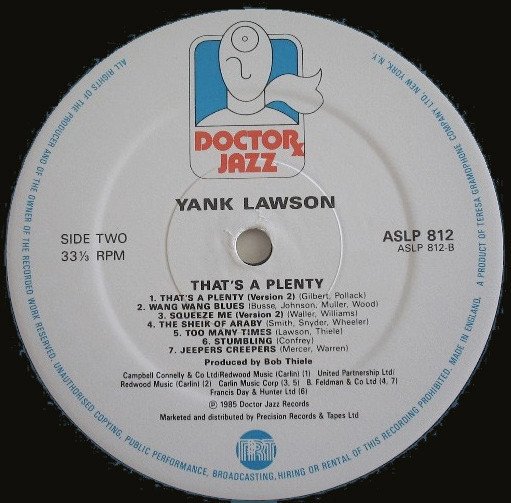 DOCTOR
JAZZ
YANK LAWSON
SIDE TWO
33⅓ RPM
ASLP 812
ASLP 812-B
THAT'S A PLENTY
1. THAT'S A PLENTY (Version 2) (Gilbert, Pollack)
2. WANG WANG BLUES (Busse, Johnson, Muller, Wood)
3. SQUEEZE ME (Version 2) (Waller, Williams)
4. THE SHEIK OF ARABY (Smith, Snyder, Wheeler)
5. TOO MANY TIMES (Lawson, Thiele)
6. STUMBLING (Confrey)
7. JEEPERS CREEPERS (Mercer, Warren)
Produced by Bob Thiele
Campbell Connelly & Co Ltd/Redwood Music (Carlin) (1) United Partnership Ltd/
Redwood Music (Carlin) (2) Carlin Music Corp (3, 5) B. Feldman & Co Ltd (4, 7)
Francis Day & Hunter Ltd (6)
℗ 1985 Doctor Jazz Records
Marketed and distributed by Precision Records & Tapes Ltd
PRT
ALL RIGHTS OF THE PRODUCER AND OF THE OWNER OF THE RECORDED WORK RESERVED. UNAUTHORISED COPYING, PUBLIC PERFORMANCE, BROADCASTING, HIRING OR RENTAL OF THIS RECORDING PROHIBITED. MADE IN ENGLAND. A PRODUCT OF TERESA GRAMOPHONE COMPANY LTD, NEW YORK, N.Y.